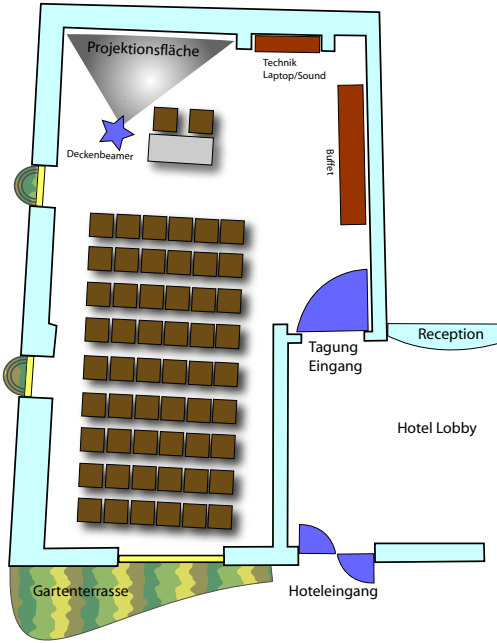 Projektionsfläche
Technik
Laptop/Sound
Deckenbeamer
Buffet
Tagung
Eingang
Reception
Hotel Lobby
Gartenterrasse
Hoteleingang